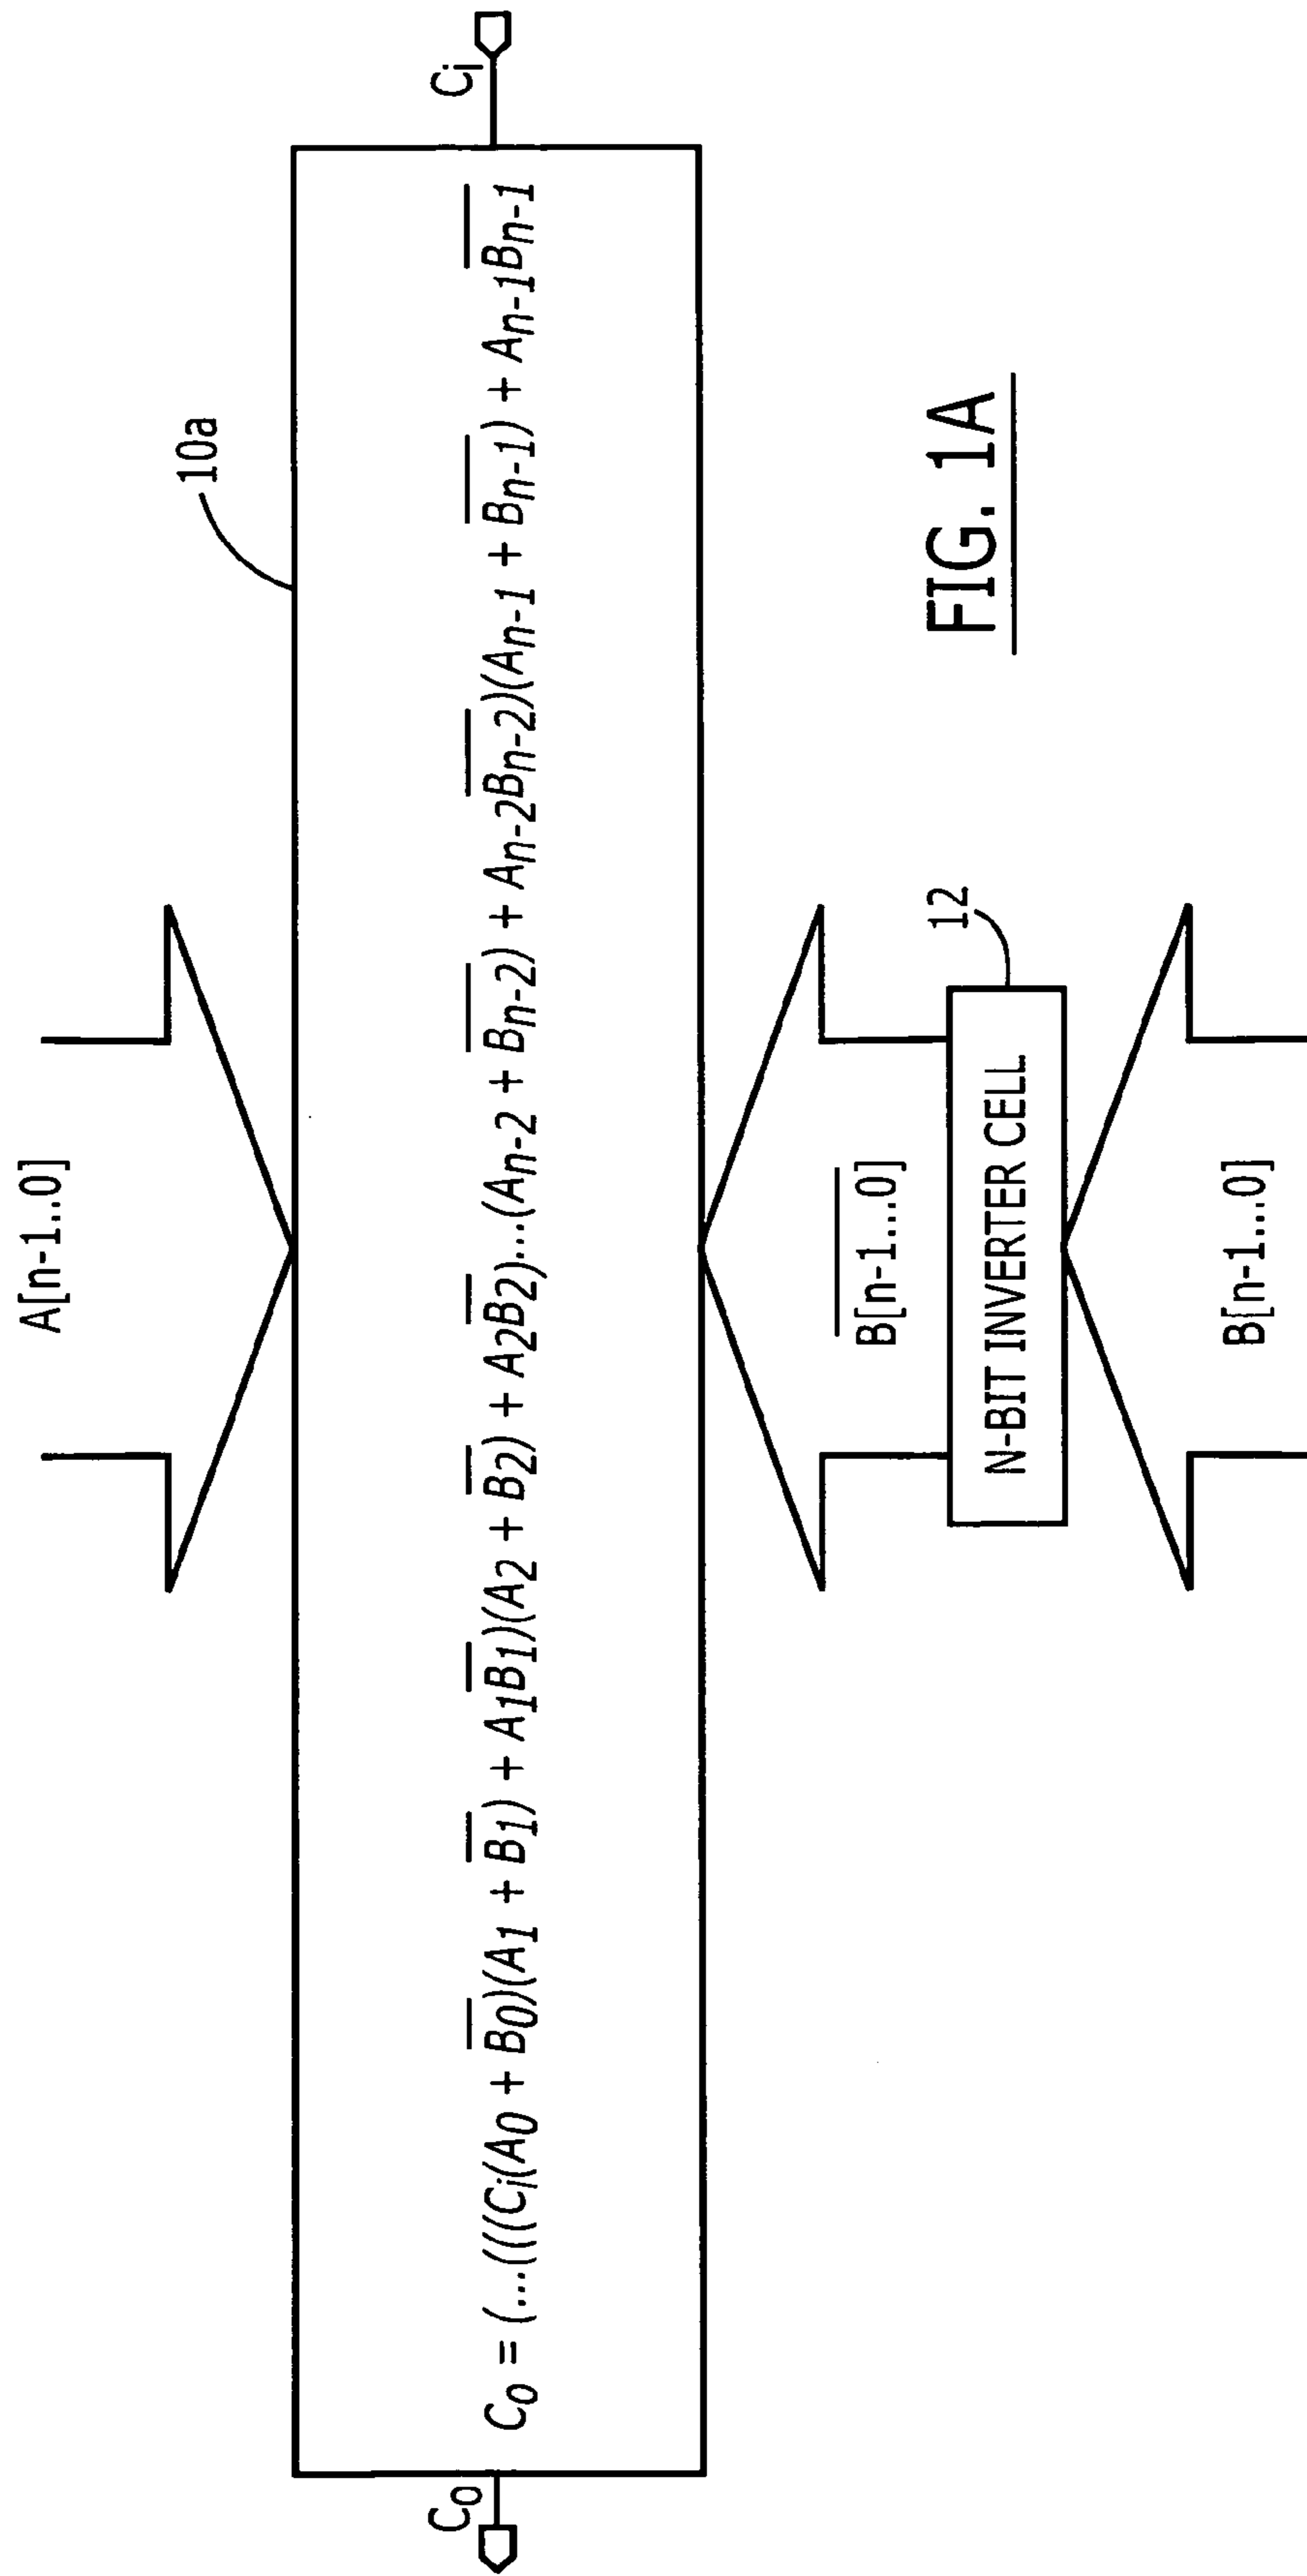 A[n-1..0]
10a
C₀
Cᵢ
Cₒ = (...(((Cᵢ(A₀ + B̅₀)(A₁ + B̅₁) + A₁B̅₁)(A₂ + B̅₂) + A₂B̅₂)...(Aₙ₋₂ + B̅ₙ₋₂) + Aₙ₋₂B̅ₙ₋₂)(Aₙ₋₁ + B̅ₙ₋₁) + Aₙ₋₁B̅ₙ₋₁
B̅[n-1...0]
12
N-BIT INVERTER CELL
B[n-1...0]
FIG. 1A